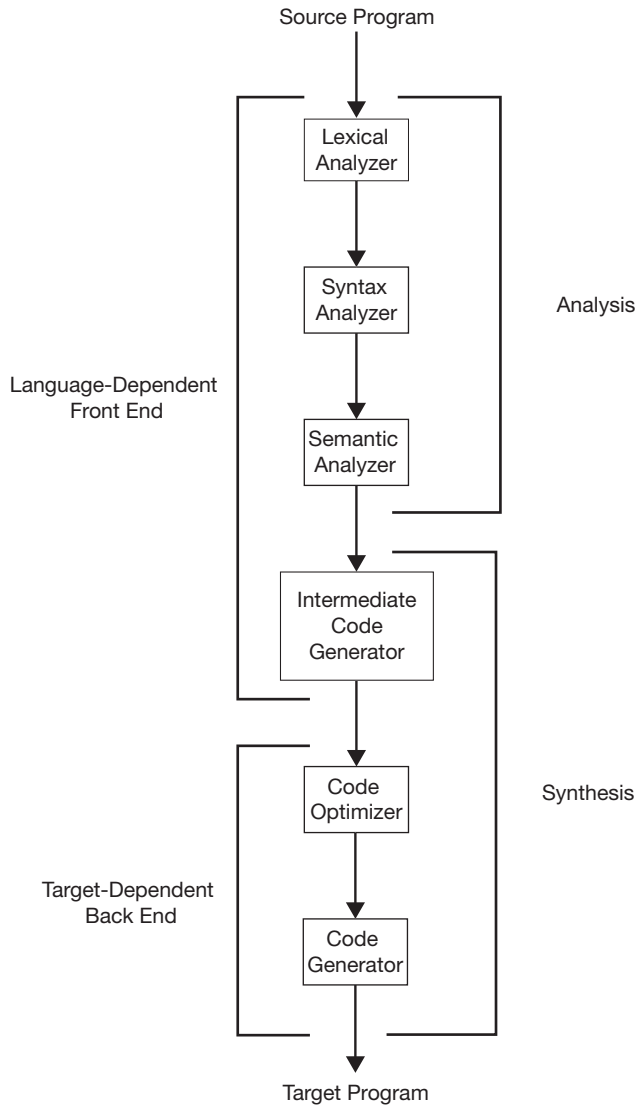 Source Program
Lexical
Analyzer
Syntax
Analyzer
Analysis
Language-Dependent
Front End
Semantic
Analyzer
Intermediate
Code
Generator
Code
Optimizer
Synthesis
Target-Dependent
Back End
Code
Generator
Target Program